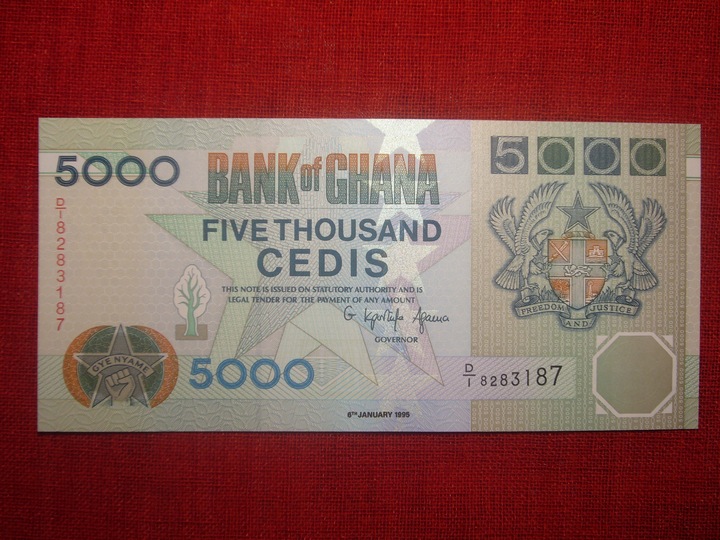 5000
BANK of GHANA
5000
D/1 8283187
FIVE THOUSAND
CEDIS
THIS NOTE IS ISSUED ON STATUTORY AUTHORITY AND IS
LEGAL TENDER FOR THE PAYMENT OF ANY AMOUNT
GOVERNOR
FREEDOM AND JUSTICE
GYE NYAME
5000
D/1 8283187
6TH JANUARY 1995